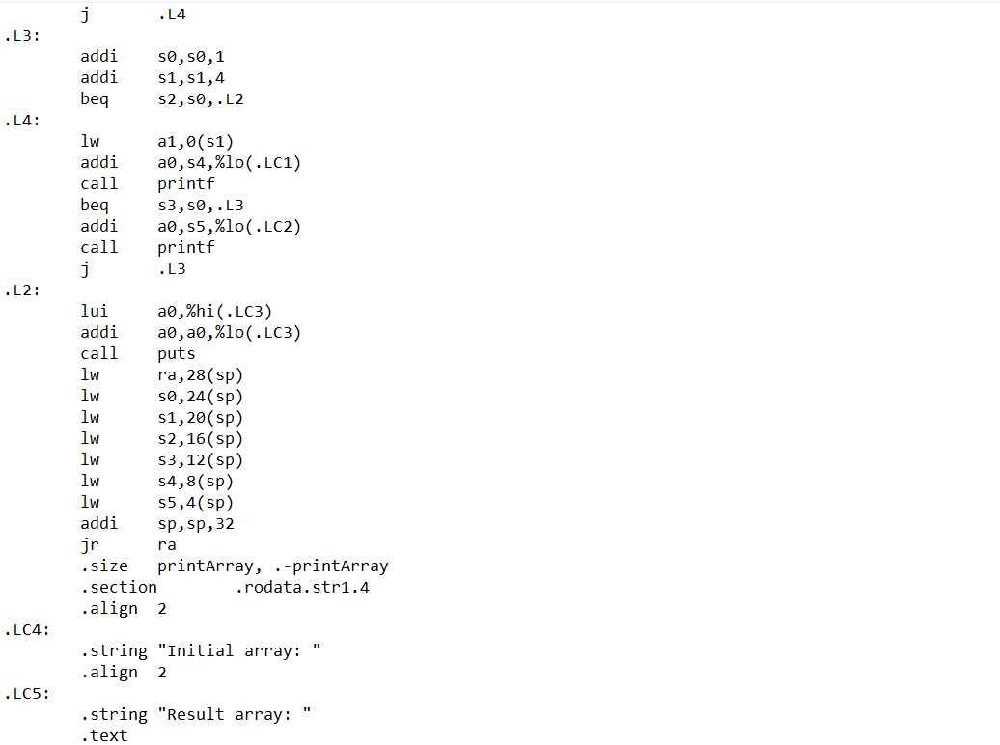 j .L4
.L3:
addi s0,s0,1
addi s1,s1,4
beq s2,s0,.L2
.L4:
lw a1,0(s1)
addi a0,s4,%lo(.LC1)
call printf
beq s3,s0,.L3
addi a0,s5,%lo(.LC2)
call printf
j .L3
.L2:
lui a0,%hi(.LC3)
addi a0,a0,%lo(.LC3)
call puts
lw ra,28(sp)
lw s0,24(sp)
lw s1,20(sp)
lw s2,16(sp)
lw s3,12(sp)
lw s4,8(sp)
lw s5,4(sp)
addi sp,sp,32
jr ra
.size printArray, .-printArray
.section .rodata.str1.4
.align 2
.LC4:
.string "Initial array: "
.align 2
.LC5:
.string "Result array: "
.text